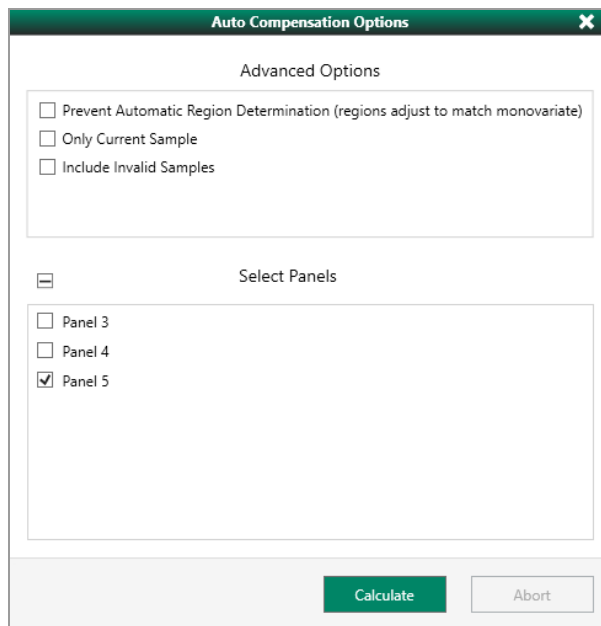 Auto Compensation Options
Advanced Options
Prevent Automatic Region Determination (regions adjust to match monovariate)
Only Current Sample
Include Invalid Samples
Select Panels
Panel 3
Panel 4
Panel 5
Calculate
Abort